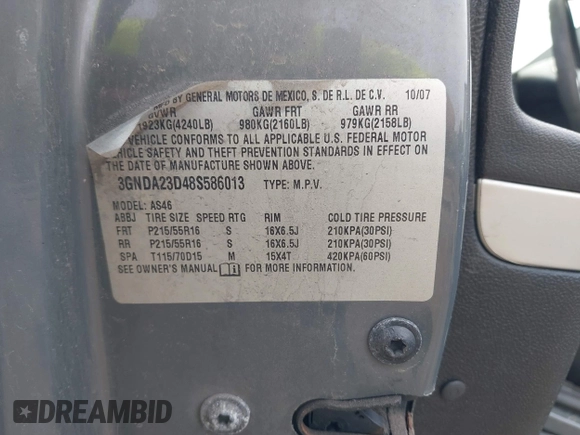 MFD BY GENERAL MOTORS DE MEXICO, S. DE R.L. DE C.V. 10/07
GVWR GAWR FRT GAWR RR
1923KG(4240LB) 980KG(2160LB) 979KG(2158LB)
VEHICLE CONFORMS TO ALL APPLICABLE U.S. FEDERAL MOTOR
VEHICLE SAFETY AND THEFT PREVENTION STANDARDS IN EFFECT ON
THE DATE OF MANUFACTURE SHOWN ABOVE.
3GNDA23D48S586013 TYPE: M.P.V.
MODEL: AS46
ABBJ TIRE SIZE SPEED RTG RIM COLD TIRE PRESSURE
FRT P215/55R16 S 16X6.5J 210KPA(30PSI)
RR P215/55R16 S 16X6.5J 210KPA(30PSI)
SPA T115/70D15 M 15X4T 420KPA(60PSI)
SEE OWNER'S MANUAL FOR MORE INFORMATION.
DREAMBID